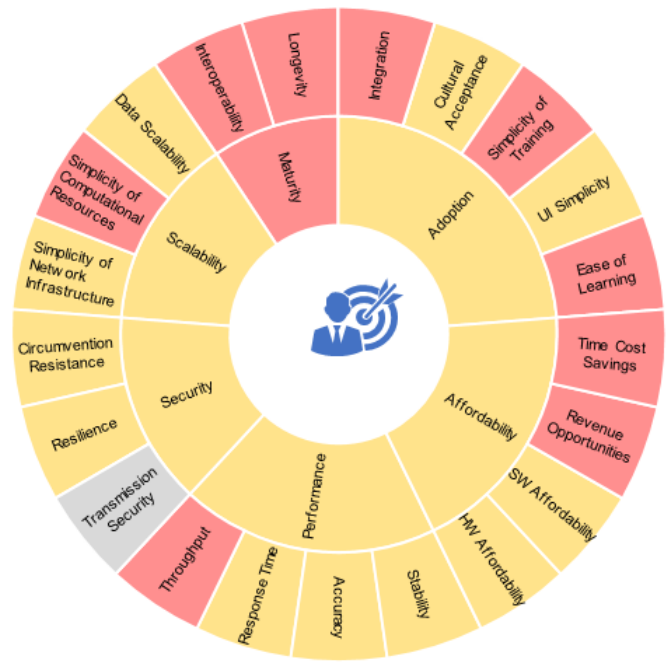 Integration
Cultural
Acceptance
Simplicity of
Training
UI Simplicity
Ease of
Learning
Time Cost
Savings
Revenue
Opportunities
SW Affordability
HW Affordability
Stability
Accuracy
Response Time
Throughput
Transmission
Security
Resilience
Circumvention
Resistance
Simplicity of
Network
Infrastructure
Simplicity of
Computational
Resources
Data Scalability
Interoperability
Longevity
Adoption
Affordability
Performance
Security
Scalability
Maturity